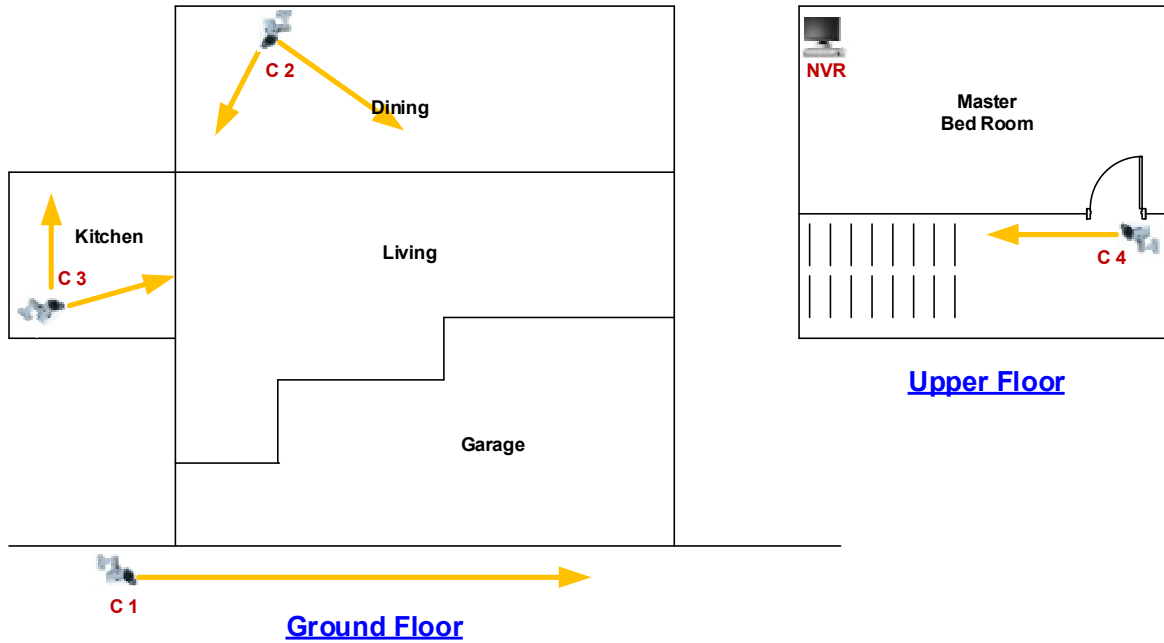 C 2
Dining
Kitchen
C 3
Living
Garage
C 1
Ground Floor
NVR
Master
Bed Room
C 4
Upper Floor